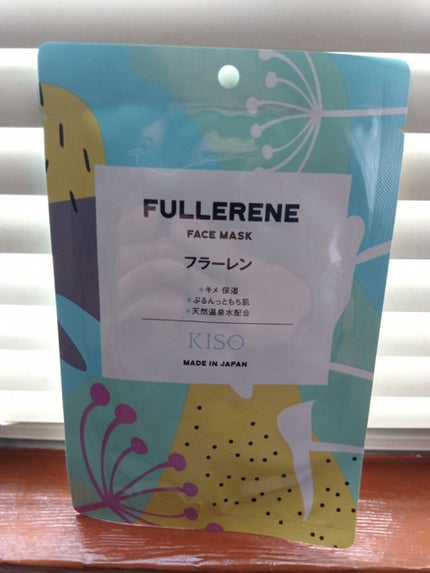 FULLERENE
FACE MASK
フラーレン
キメ 保湿
ぷるんっともち肌
天然温泉水配合
KISO
MADE IN JAPAN